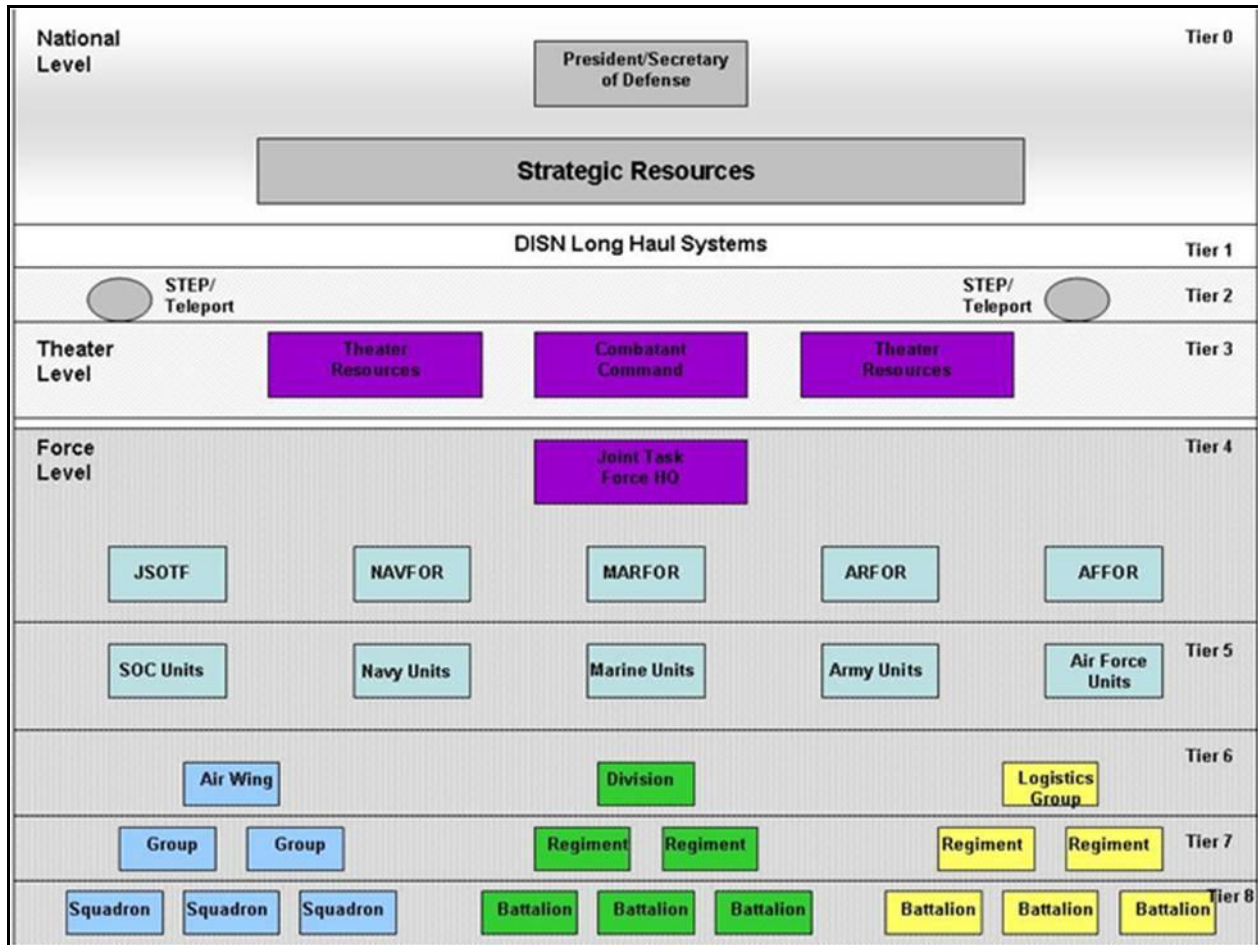 National
Level
Tier 0
President/Secretary
of Defense
Strategic Resources
DISN Long Haul Systems
Tier 1
STEP/
Teleport
STEP/
Teleport
Tier 2
Theater
Level
Theater
Resources
Combatant
Command
Theater
Resources
Tier 3
Force
Level
Joint Task
Force HQ
Tier 4
JSOTF
NAVFOR
MARFOR
ARFOR
AFFOR
SOC Units
Navy Units
Marine Units
Army Units
Air Force
Units
Tier 5
Air Wing
Division
Logistics
Group
Tier 6
Group
Group
Regiment
Regiment
Regiment
Regiment
Tier 7
Squadron
Squadron
Squadron
Battalion
Battalion
Battalion
Battalion
Battalion
Battalion
Tier 8